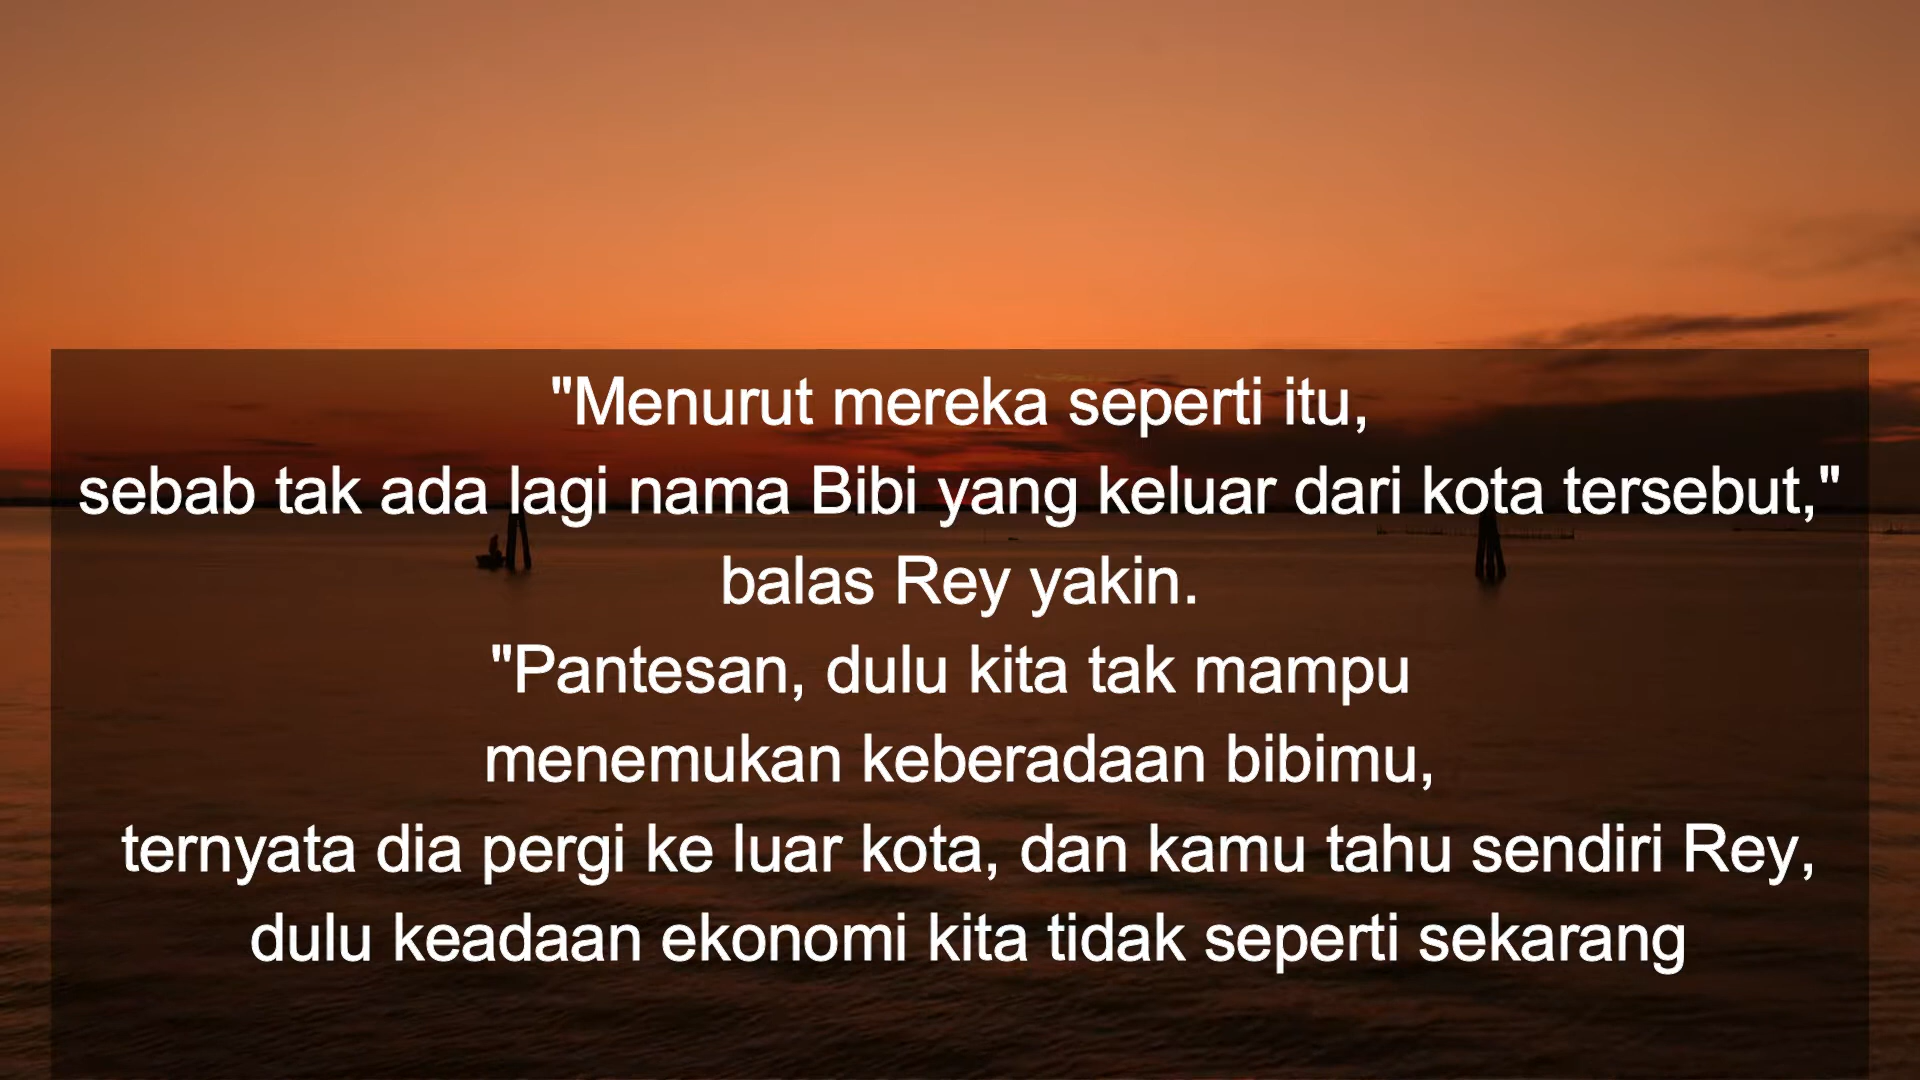 "Menurut mereka seperti itu,
sebab tak ada lagi nama Bibi yang keluar dari kota tersebut,"
balas Rey yakin.
"Pantesan, dulu kita tak mampu
menemukan keberadaan bibimu,
ternyata dia pergi ke luar kota, dan kamu tahu sendiri Rey,
dulu keadaan ekonomi kita tidak seperti sekarang